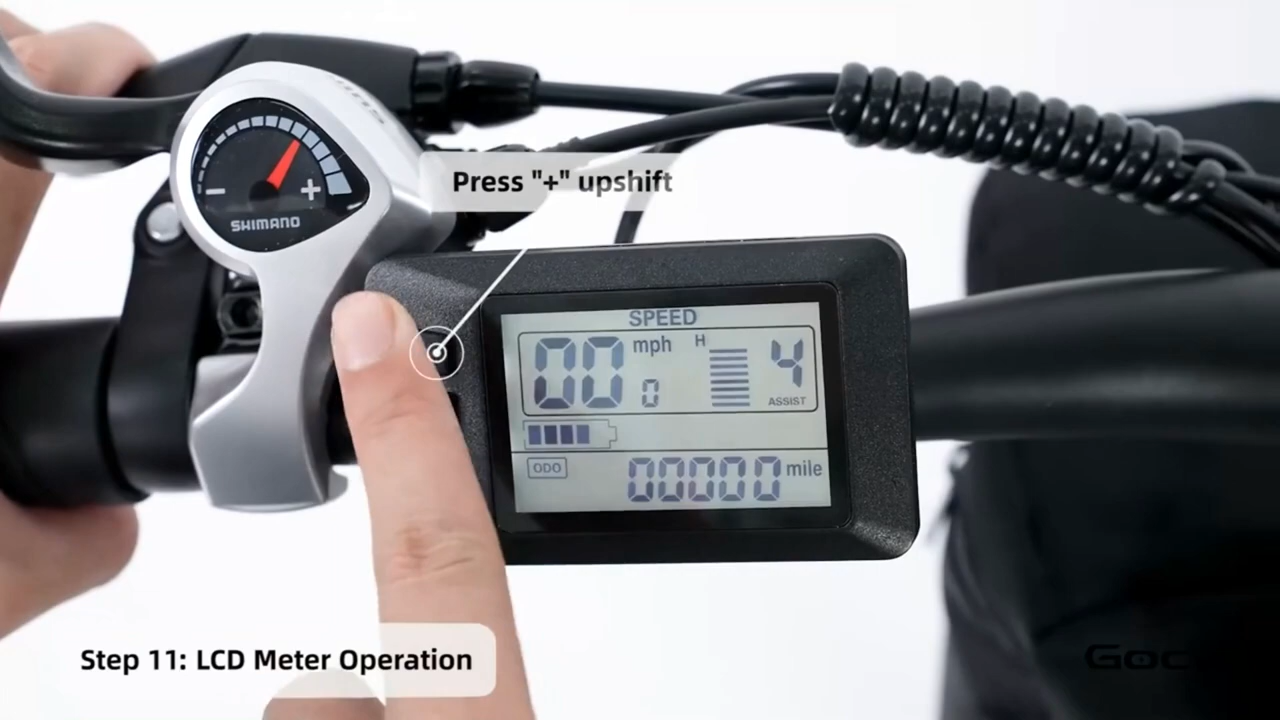 SHIMANO
Press "+" upshift
SPEED
00 mph 0 H 4
ASSIST
ODO 00000 mile
Step 11: LCD Meter Operation